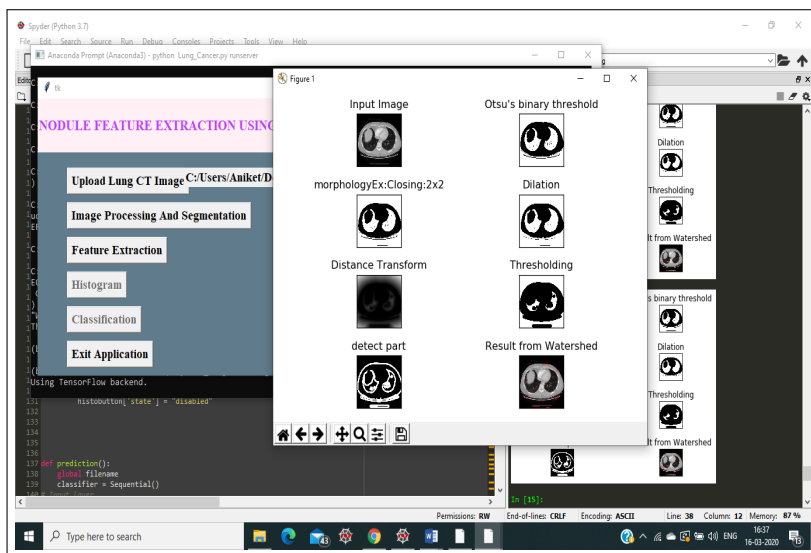 Spyder (Python 3.7)
File Edit Search Source Run Debug Consoles Projects Tools View Help
Anaconda Prompt (Anaconda3) - python Lung_Cancer.py runserver
tk
NODULE FEATURE EXTRACTION USING
Upload Lung CT Image C:/Users/Aniket/D
Image Processing And Segmentation
Feature Extraction
Histogram
Classification
Exit Application
Using TensorFlow backend.
131 histobutton['state'] = "disabled"
132
133
134
135
136
137 def prediction():
138 global filename
139 classifier = Sequential()
Figure 1
Input Image
Otsu's binary threshold
morphologyEx:Closing:2x2
Dilation
Distance Transform
Thresholding
detect part
Result from Watershed
Dilation
Thresholding
lt from Watershed
s binary threshold
Dilation
Thresholding
lt from Watershed
In [15]:
Permissions: RW End-of-lines: CRLF Encoding: ASCII Line: 38 Column: 12 Memory: 87 %
Type here to search
43
ENG
16:37
16-03-2020
13